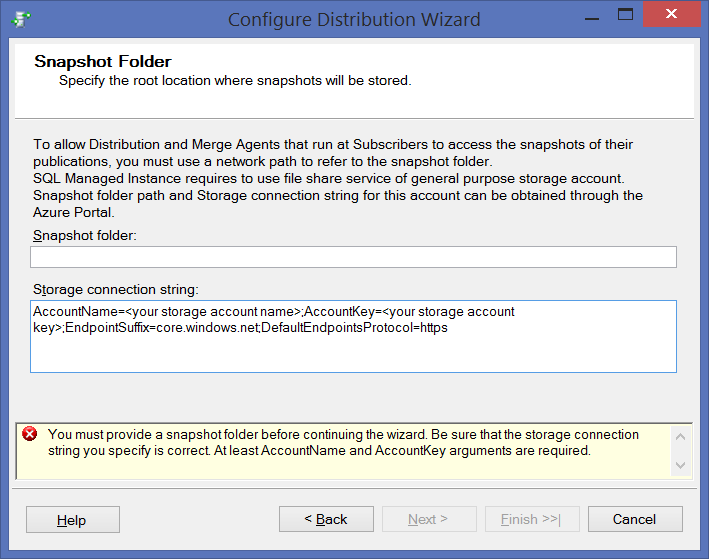 Configure Distribution Wizard
Snapshot Folder
Specify the root location where snapshots will be stored.
To allow Distribution and Merge Agents that run at Subscribers to access the snapshots of their
publications, you must use a network path to refer to the snapshot folder.
SQL Managed Instance requires to use file share service of general purpose storage account.
Snapshot folder path and Storage connection string for this account can be obtained through the
Azure Portal.
Snapshot folder:
Storage connection string:
AccountName=<your storage account name>;AccountKey=<your storage account
key>;EndpointSuffix=core.windows.net;DefaultEndpointsProtocol=https
You must provide a snapshot folder before continuing the wizard. Be sure that the storage connection
string you specify is correct. At least AccountName and AccountKey arguments are required.
Help
< Back
Next >
Finish >>|
Cancel